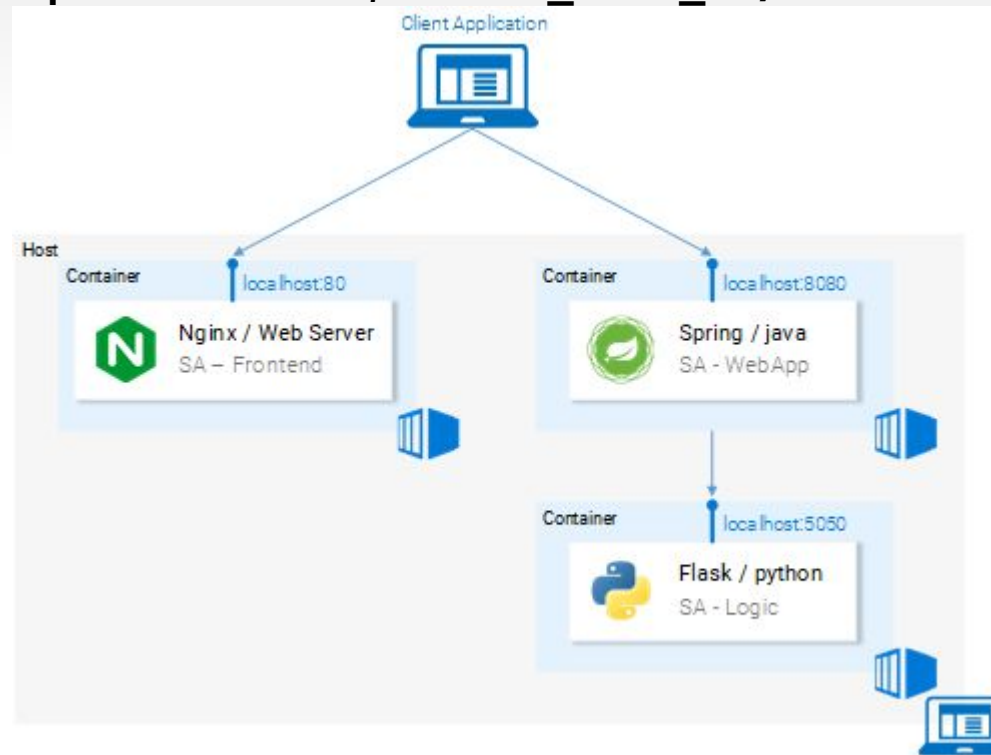 Client Application
Host
Container
localhost:80
Nginx / Web Server
SA – Frontend
Container
localhost:8080
Spring / java
SA - WebApp
Container
localhost:5050
Flask / python
SA - Logic